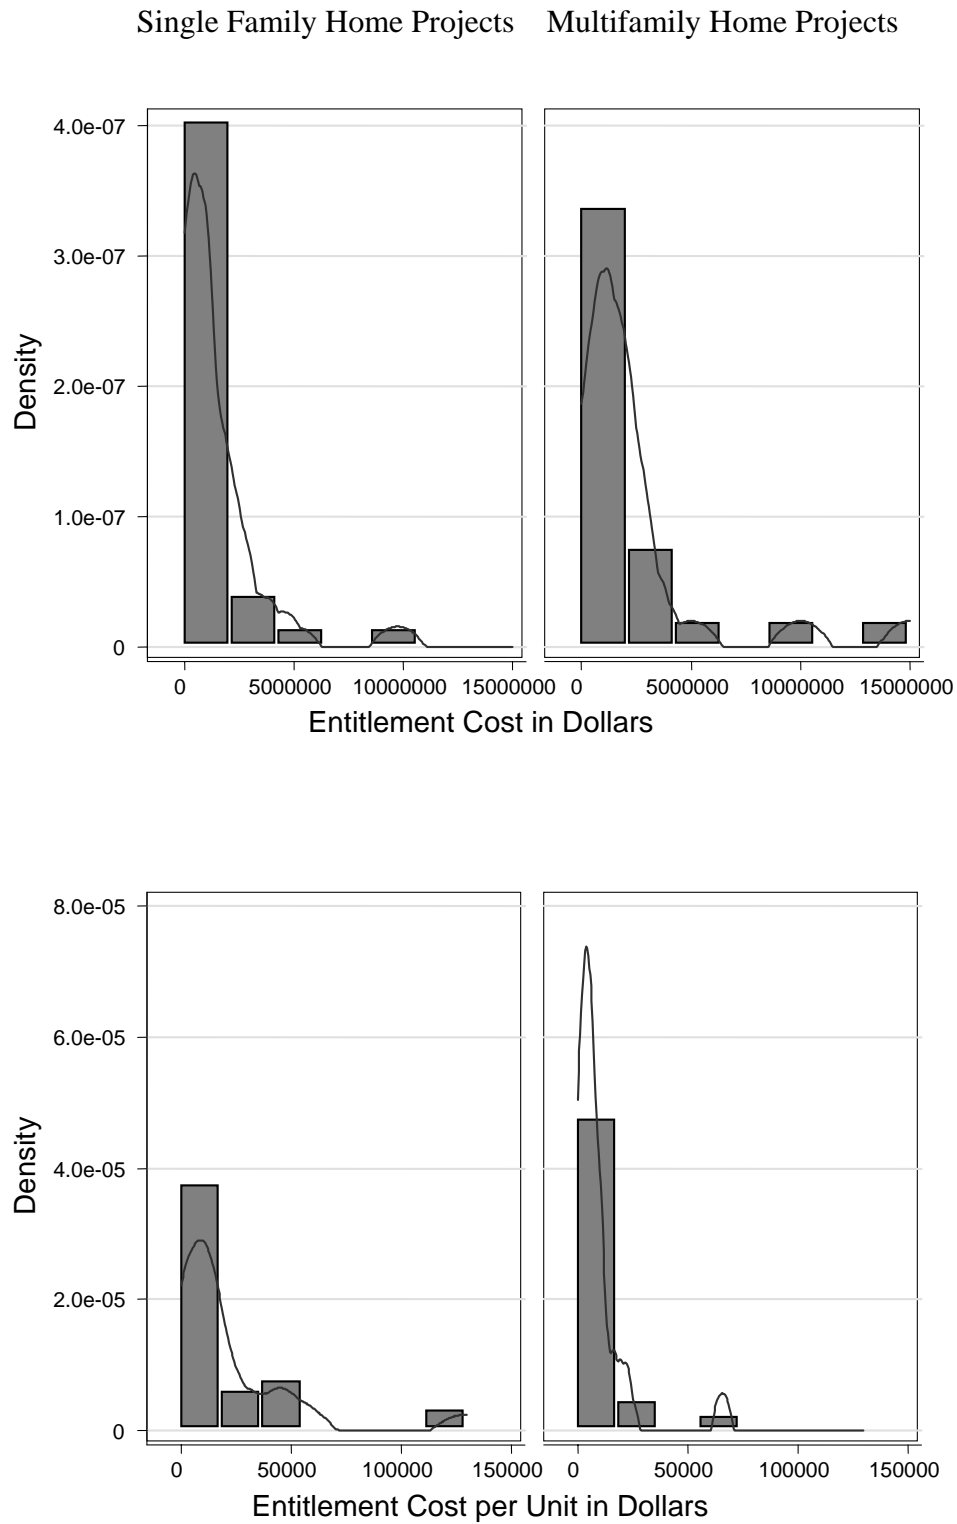 Single Family Home Projects Multifamily Home Projects
4.0e-07
3.0e-07
2.0e-07
1.0e-07
0
Density
0 5000000 10000000 15000000 0 5000000 10000000 15000000
Entitlement Cost in Dollars
8.0e-05
6.0e-05
4.0e-05
2.0e-05
0
Density
0 50000 100000 150000 0 50000 100000 150000
Entitlement Cost per Unit in Dollars